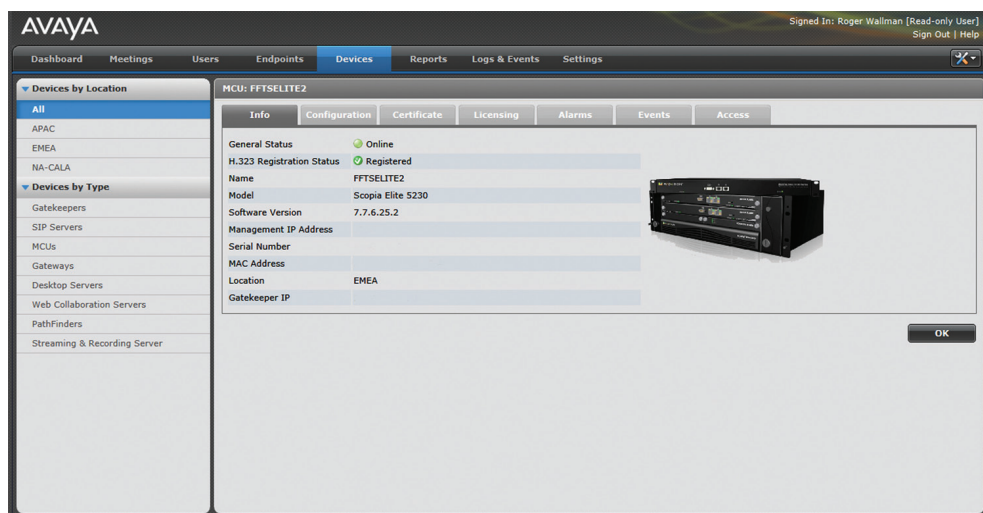 AVAYA
Signed In: Roger Wallman [Read-only User]
Sign Out | Help
Dashboard Meetings Users Endpoints Devices Reports Logs & Events Settings
Devices by Location
All
APAC
EMEA
NA-CALA
Devices by Type
Gatekeepers
SIP Servers
MCUs
Gateways
Desktop Servers
Web Collaboration Servers
PathFinders
Streaming & Recording Server
MCU: FFTSELITE2
Info Configuration Certificate Licensing Alarms Events Access
General Status Online
H.323 Registration Status Registered
Name FFTSELITE2
Model Scopia Elite 5230
Software Version 7.7.6.25.2
Management IP Address
Serial Number
MAC Address
Location EMEA
Gatekeeper IP
OK